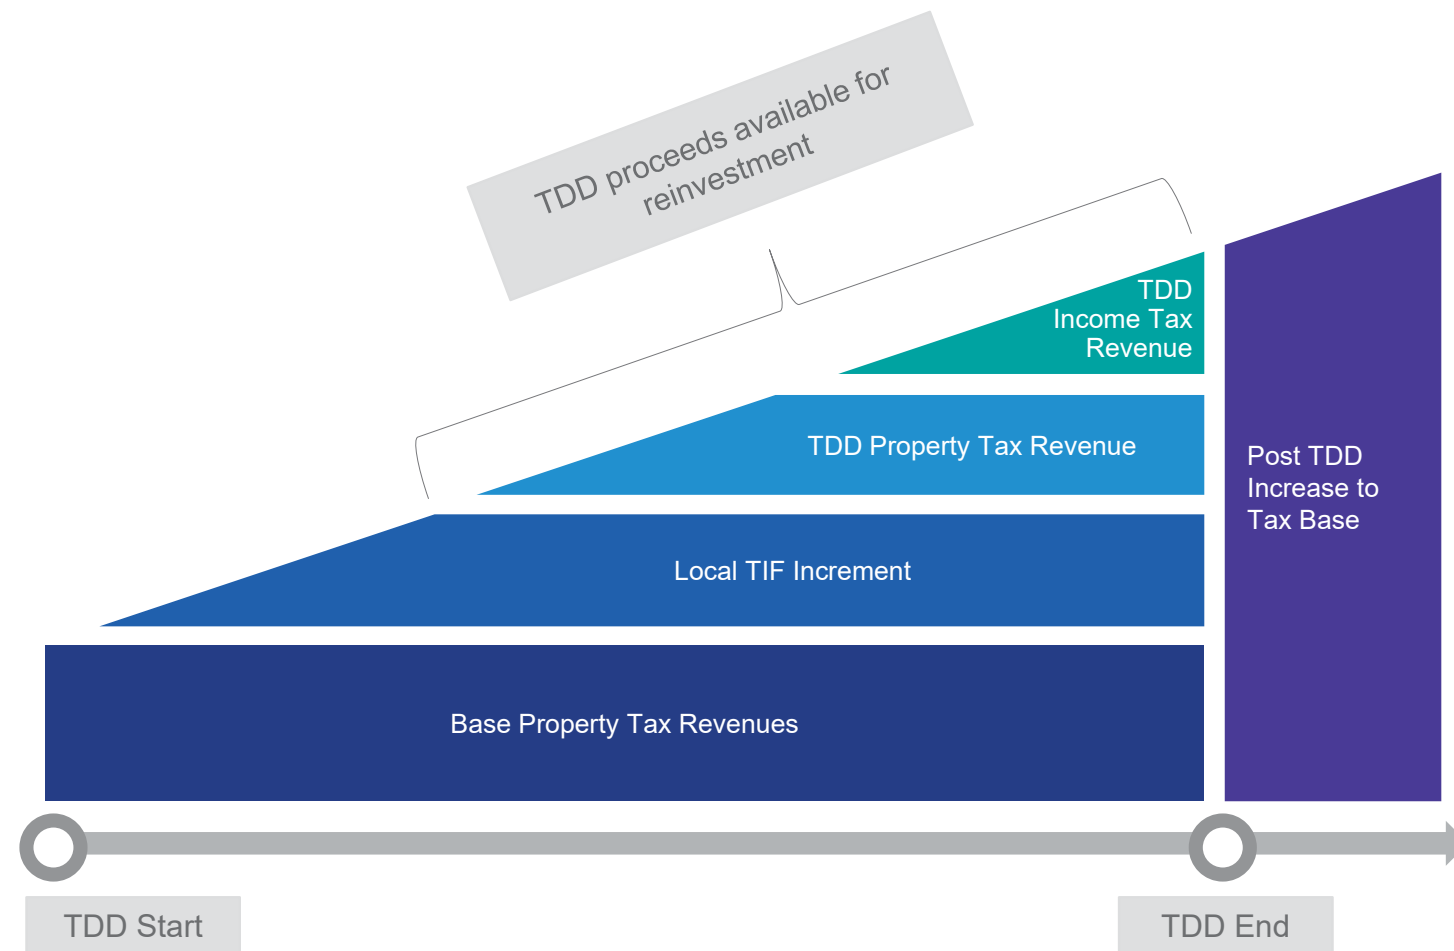 TDD proceeds available for
reinvestment
TDD
Income Tax
Revenue
TDD Property Tax Revenue
Post TDD
Increase to
Tax Base
Local TIF Increment
Base Property Tax Revenues
TDD Start
TDD End